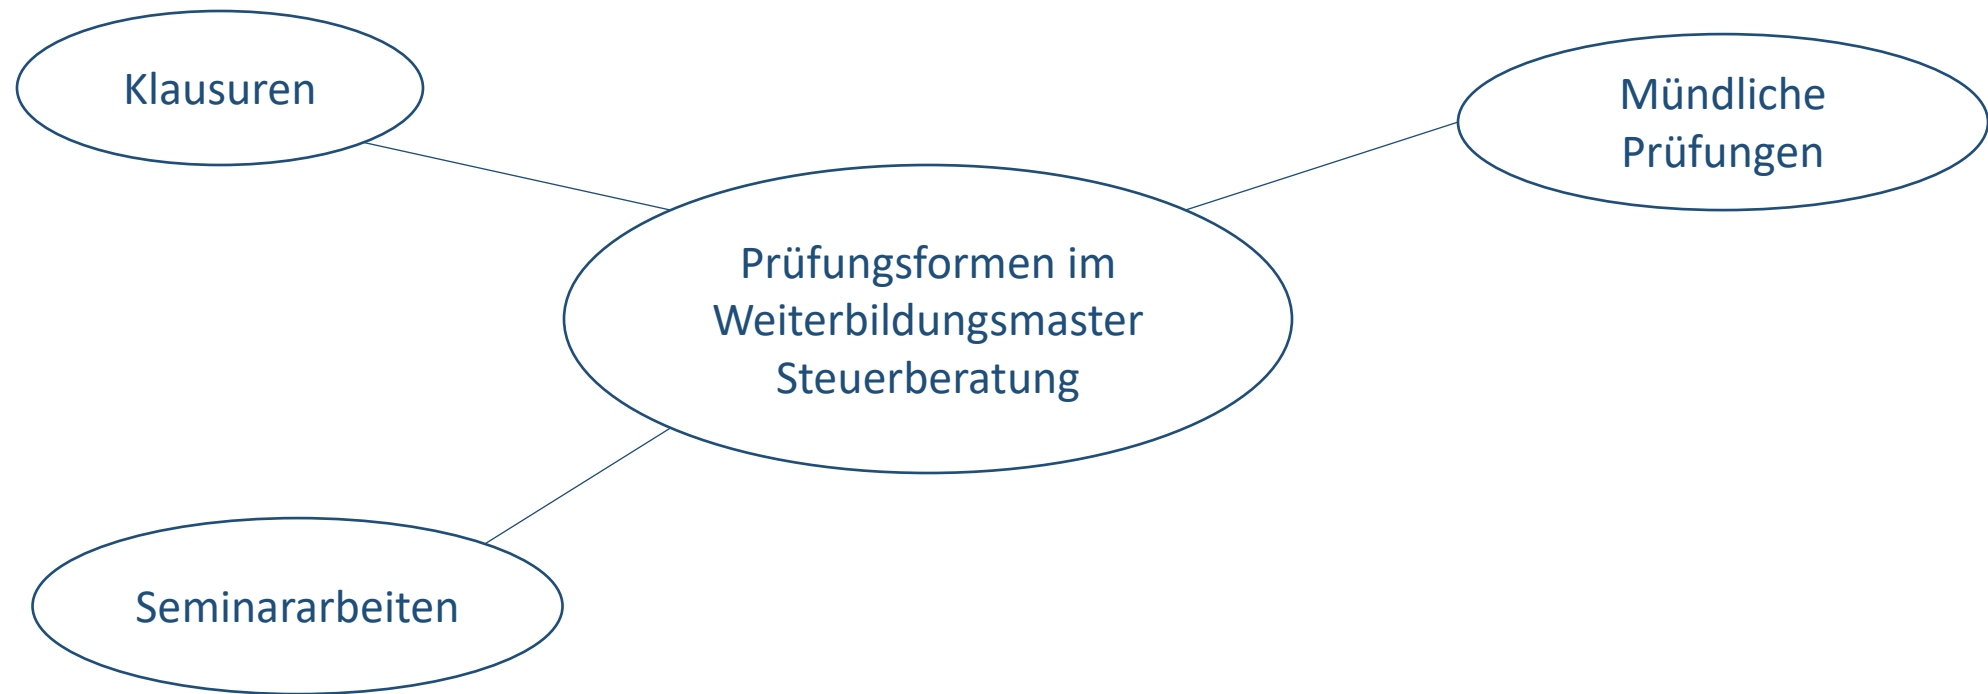 Klausuren
Mündliche
Prüfungen
Prüfungsformen im
Weiterbildungsmaster
Steuerberatung
Seminararbeiten